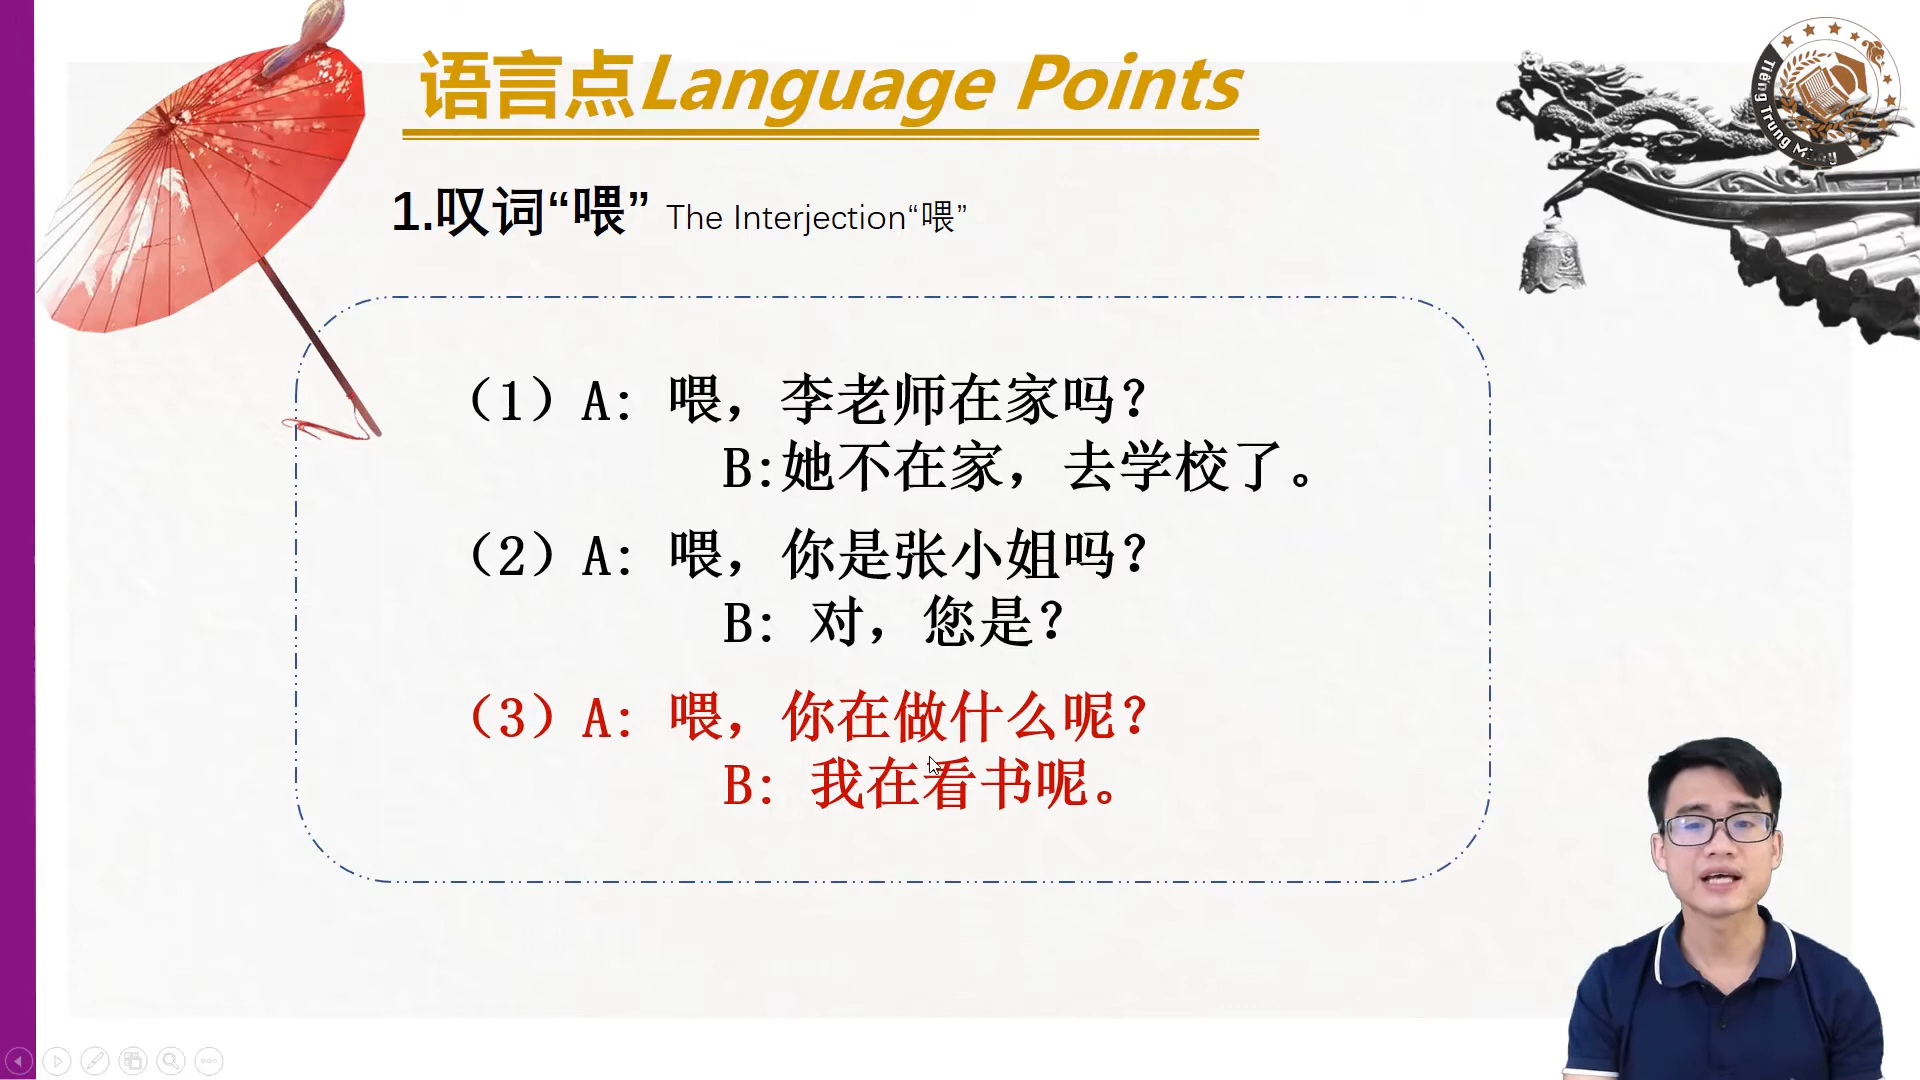 语言点Language Points
Tiếng Trung Mỉnh
1.叹词“喂” The Interjection“喂”
（1）A: 喂，李老师在家吗？
B:她不在家，去学校了。
（2）A: 喂，你是张小姐吗？
B: 对，您是？
（3）A: 喂，你在做什么呢？
B: 我在看书呢。